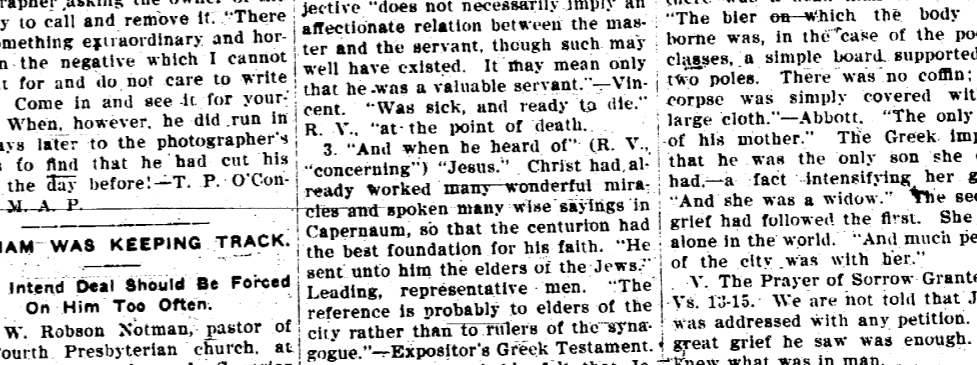 y to call and remove it. "There
omething extraordinary and hor-
n the negative which I cannot
t for and do not care to write
Come in and see it for your-
When, however, he did run in
ays later to the photographer's
s to find that he had cut his
the day before!—T. P. O'Con-
M. A. P.
IAM WAS KEEPING TRACK.
Intend Deal Should Be Forced
On Him Too Often.
W. Robson Notman, pastor of
ourth Presbyterian church, at
jective "does not necessarily imply an
affectionate relation between the mas-
ter and the servant, though such may
well have existed. It may mean only
that he was a valuable servant."—Vin-
cent. "Was sick, and ready to die."
R. V., "at the point of death.
3. "And when he heard of" (R. V.,
"concerning") "Jesus." Christ had al-
ready worked many wonderful mira-
cles and spoken many wise sayings in
Capernaum, so that the centurion had
the best foundation for his faith. "He
sent unto him the elders of the Jews."
Leading, representative men. "The
reference is probably to elders of the
city rather than to rulers of the syna-
gogue."—Expositor's Greek Testament.
"The bier on which the body
borne was, in the case of the po
classes, a simple board supported
two poles. There was no coffin;
corpse was simply covered wit
large cloth."—Abbott. "The only
of his mother." The Greek imp
that he was the only son she
had.—a fact intensifying her g
"And she was a widow." "The sec
grief had followed the first. She
alone in the world. "And much pe
of the city was with her."
V. The Prayer of Sorrow Grante
Vs. 13-15. We are not told that J
was addressed with any petition.
great grief he saw was enough.
knew what was in man.